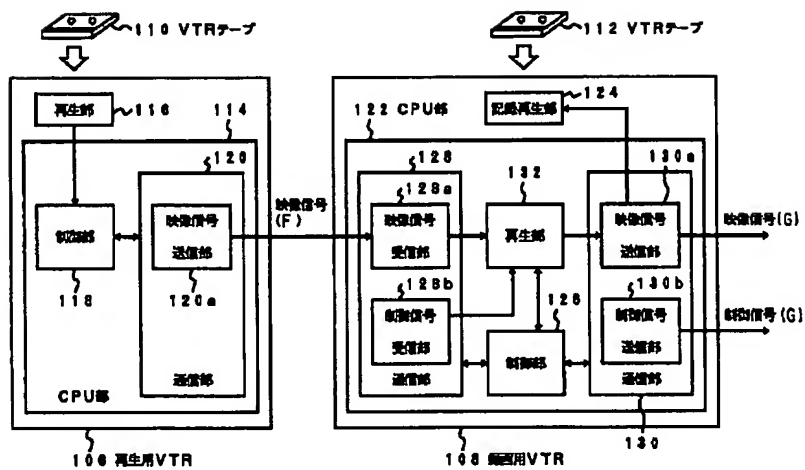 110 VTRテープ
112 VTRテープ
再生部
116
114
120
制御部
118
映像信号
送信部
120a
通信部
CPU部
106 再生用VTR
映像信号
(F)
122 CPU部
記録再生部
124
128
128a
映像信号
受信部
128b
制御信号
受信部
通信部
132
再生部
126
制御部
130a
映像信号
送信部
130b
制御信号
送信部
通信部
130
映像信号(G)
制御信号(G)
108 録画用VTR